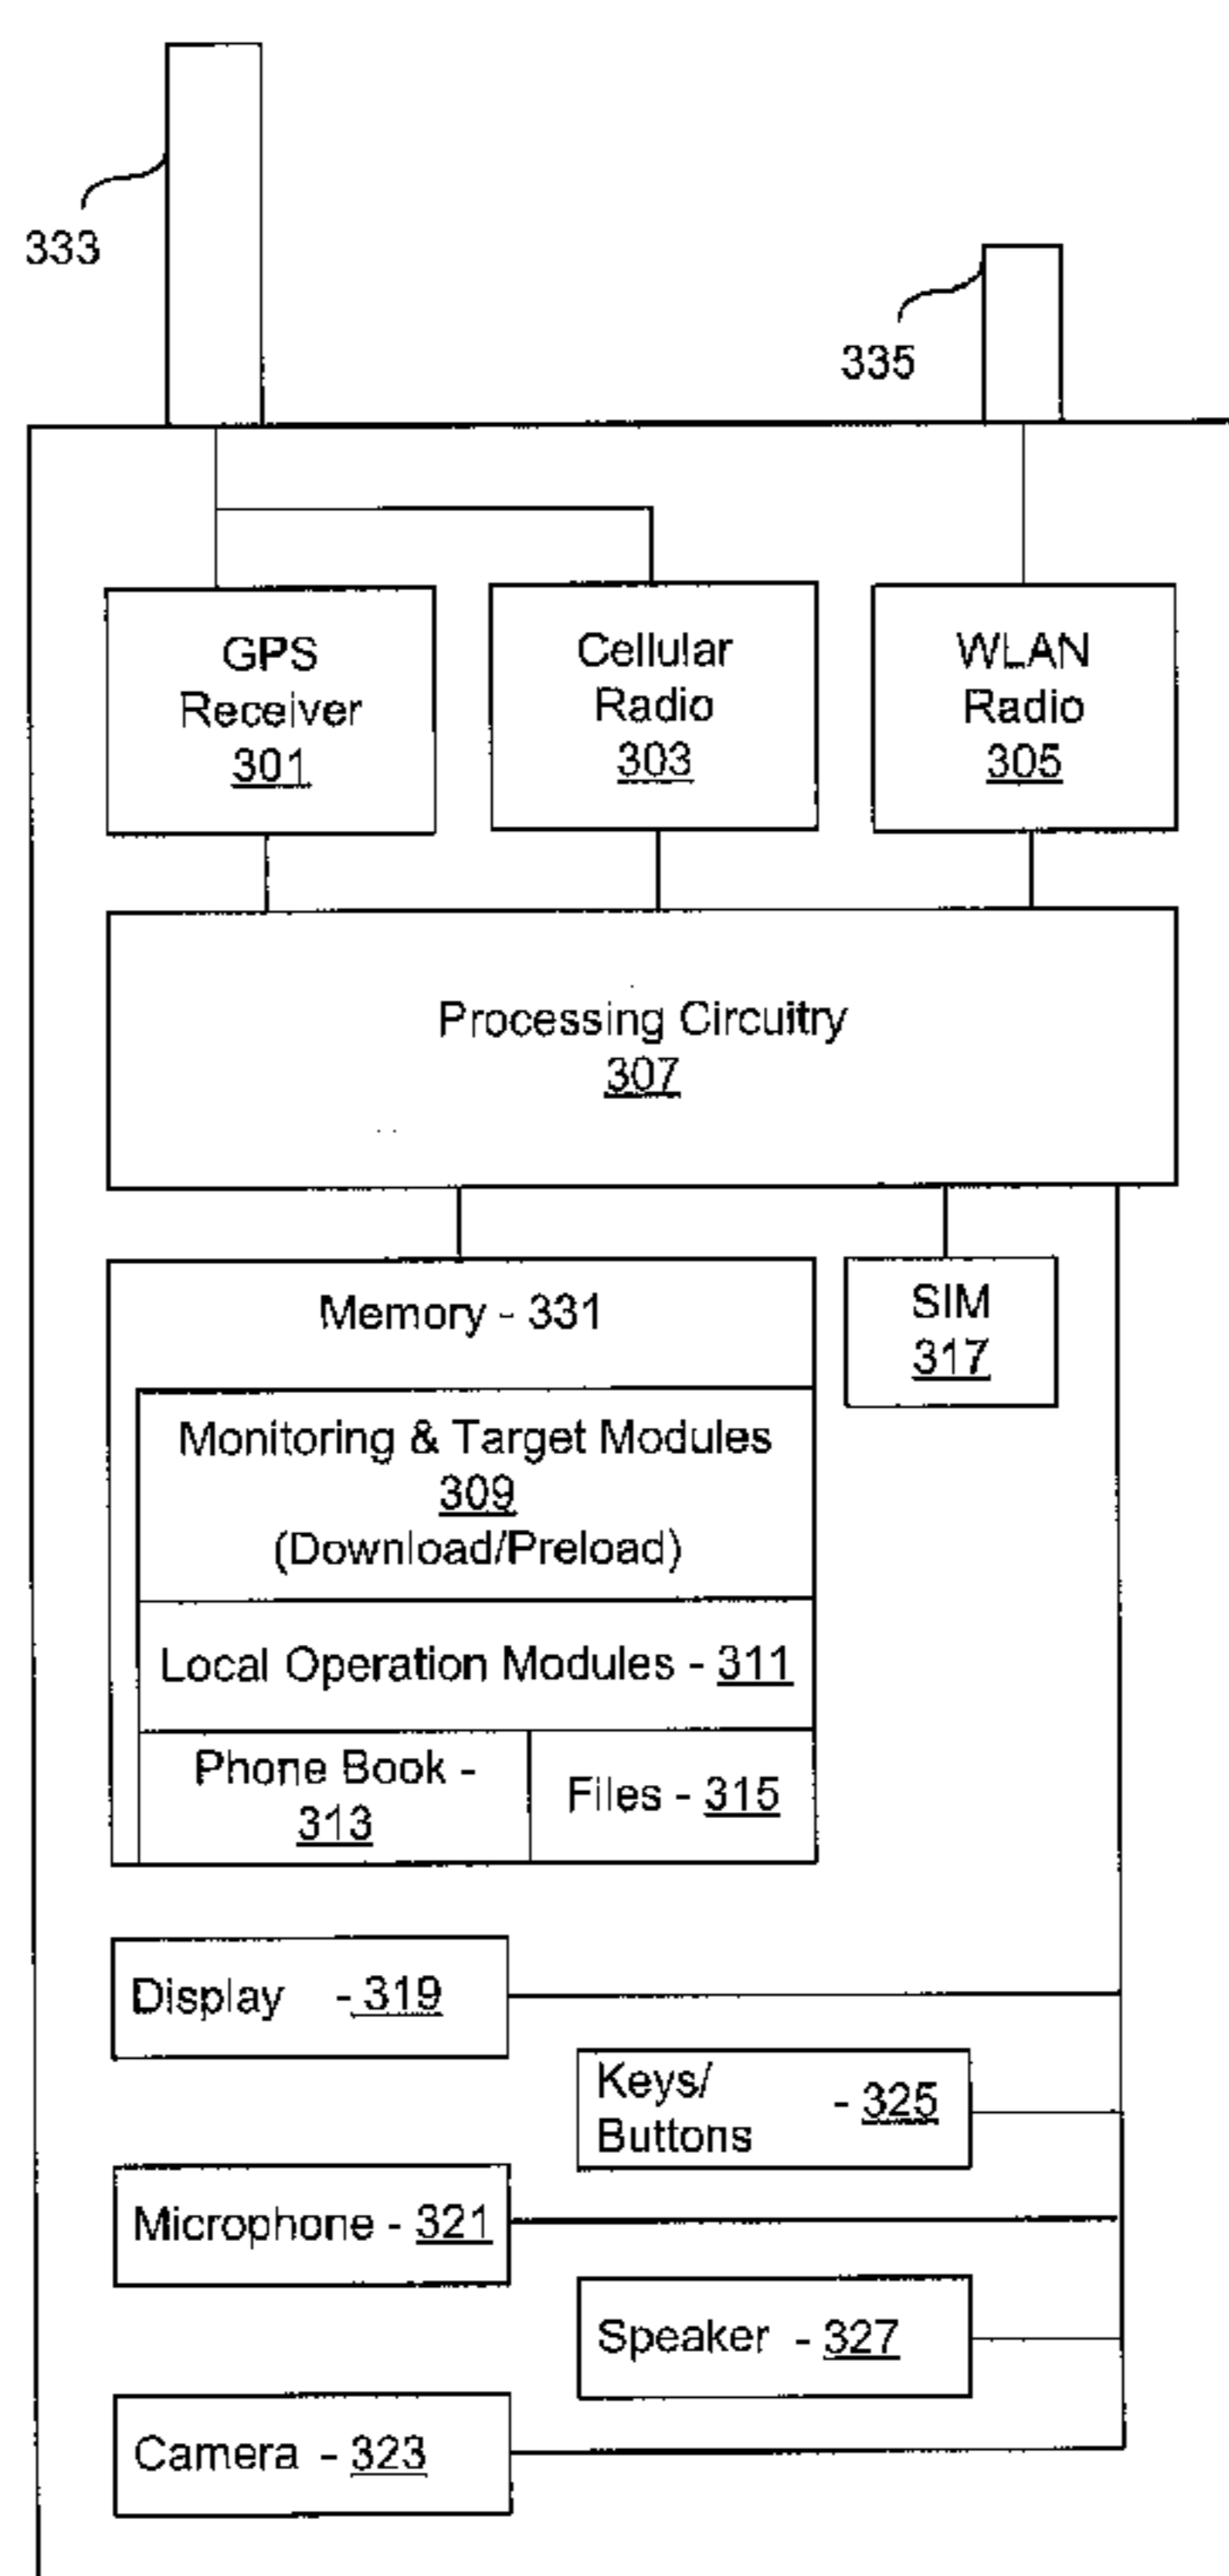 333
335
GPS
Receiver
301
Cellular
Radio
303
WLAN
Radio
305
Processing Circuitry
307
Memory - 331
SIM
317
Monitoring & Target Modules
309
(Download/Preload)
Local Operation Modules - 311
Phone Book -
313
Files - 315
Display - 319
Keys/
Buttons - 325
Microphone - 321
Speaker - 327
Camera - 323